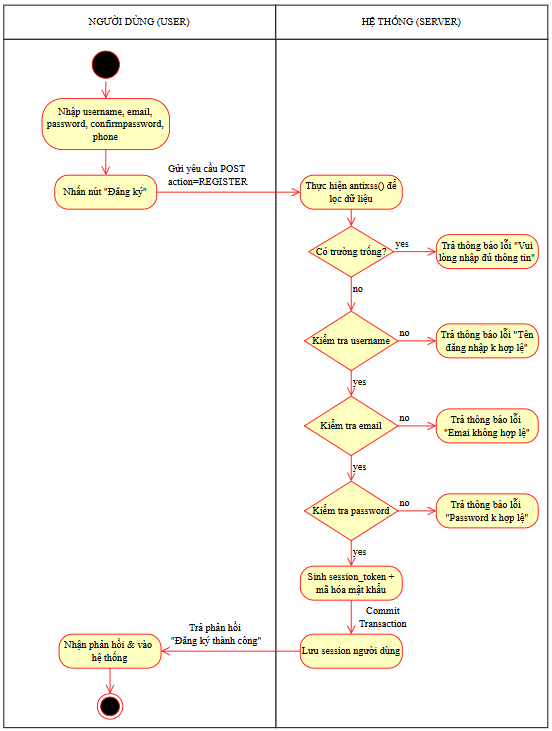 NGƯỜI DÙNG (USER)
HỆ THỐNG (SERVER)
Nhập username, email,
password, confirmpassword,
phone
Nhấn nút "Đăng ký"
Gửi yêu cầu POST
action=REGISTER
Thực hiện antixss() để
lọc dữ liệu
Có trường trống?
yes
Trả thông báo lỗi "Vui
lòng nhập đủ thông tin"
no
Kiểm tra username
no
Trả thông báo lỗi "Tên
đăng nhập k hợp lệ"
yes
Kiểm tra email
no
Trả thông báo lỗi
"Emai không hợp lệ"
yes
Kiểm tra password
no
Trả thông báo lỗi
"Password k hợp lệ"
yes
Sinh session_token +
mã hóa mật khẩu
Commit
Transaction
Lưu session người dùng
Trả phản hồi
"Đăng ký thành công"
Nhận phản hồi & vào
hệ thống